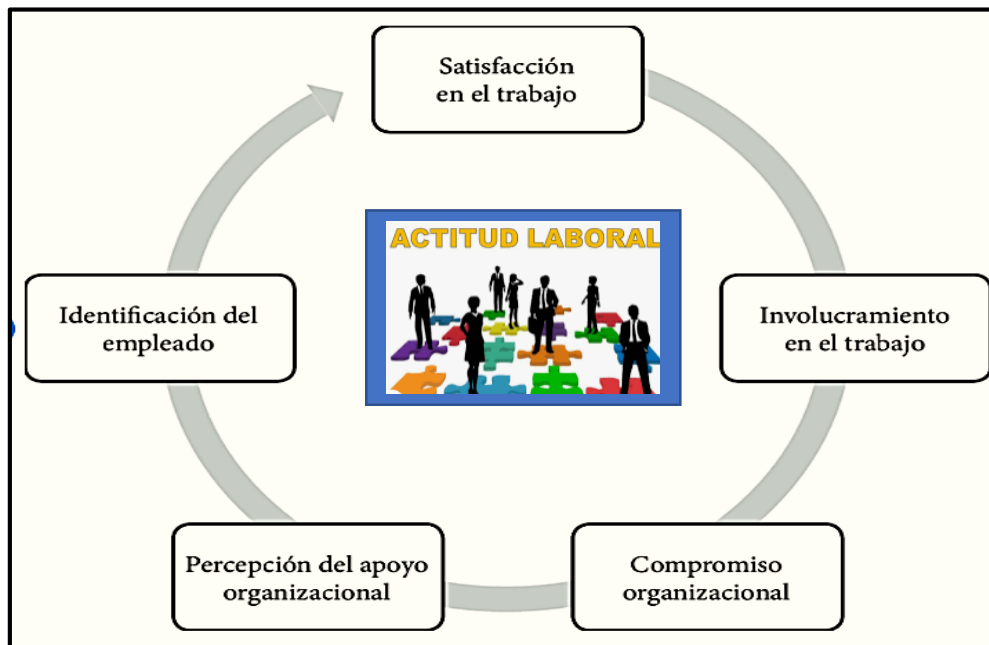 Satisfacción
en el trabajo
ACTITUD LABORAL
Identificación del
empleado
Involucramiento
en el trabajo
Percepción del apoyo
organizacional
Compromiso
organizacional